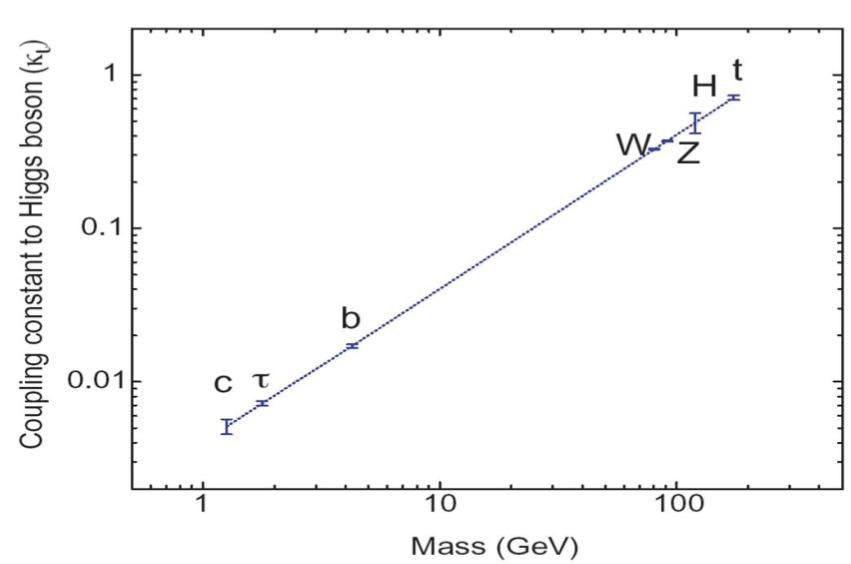 Coupling constant to Higgs boson (κι)
1
0.1
0.01
c
τ
b
W
Z
H
t
1
10
100
Mass (GeV)